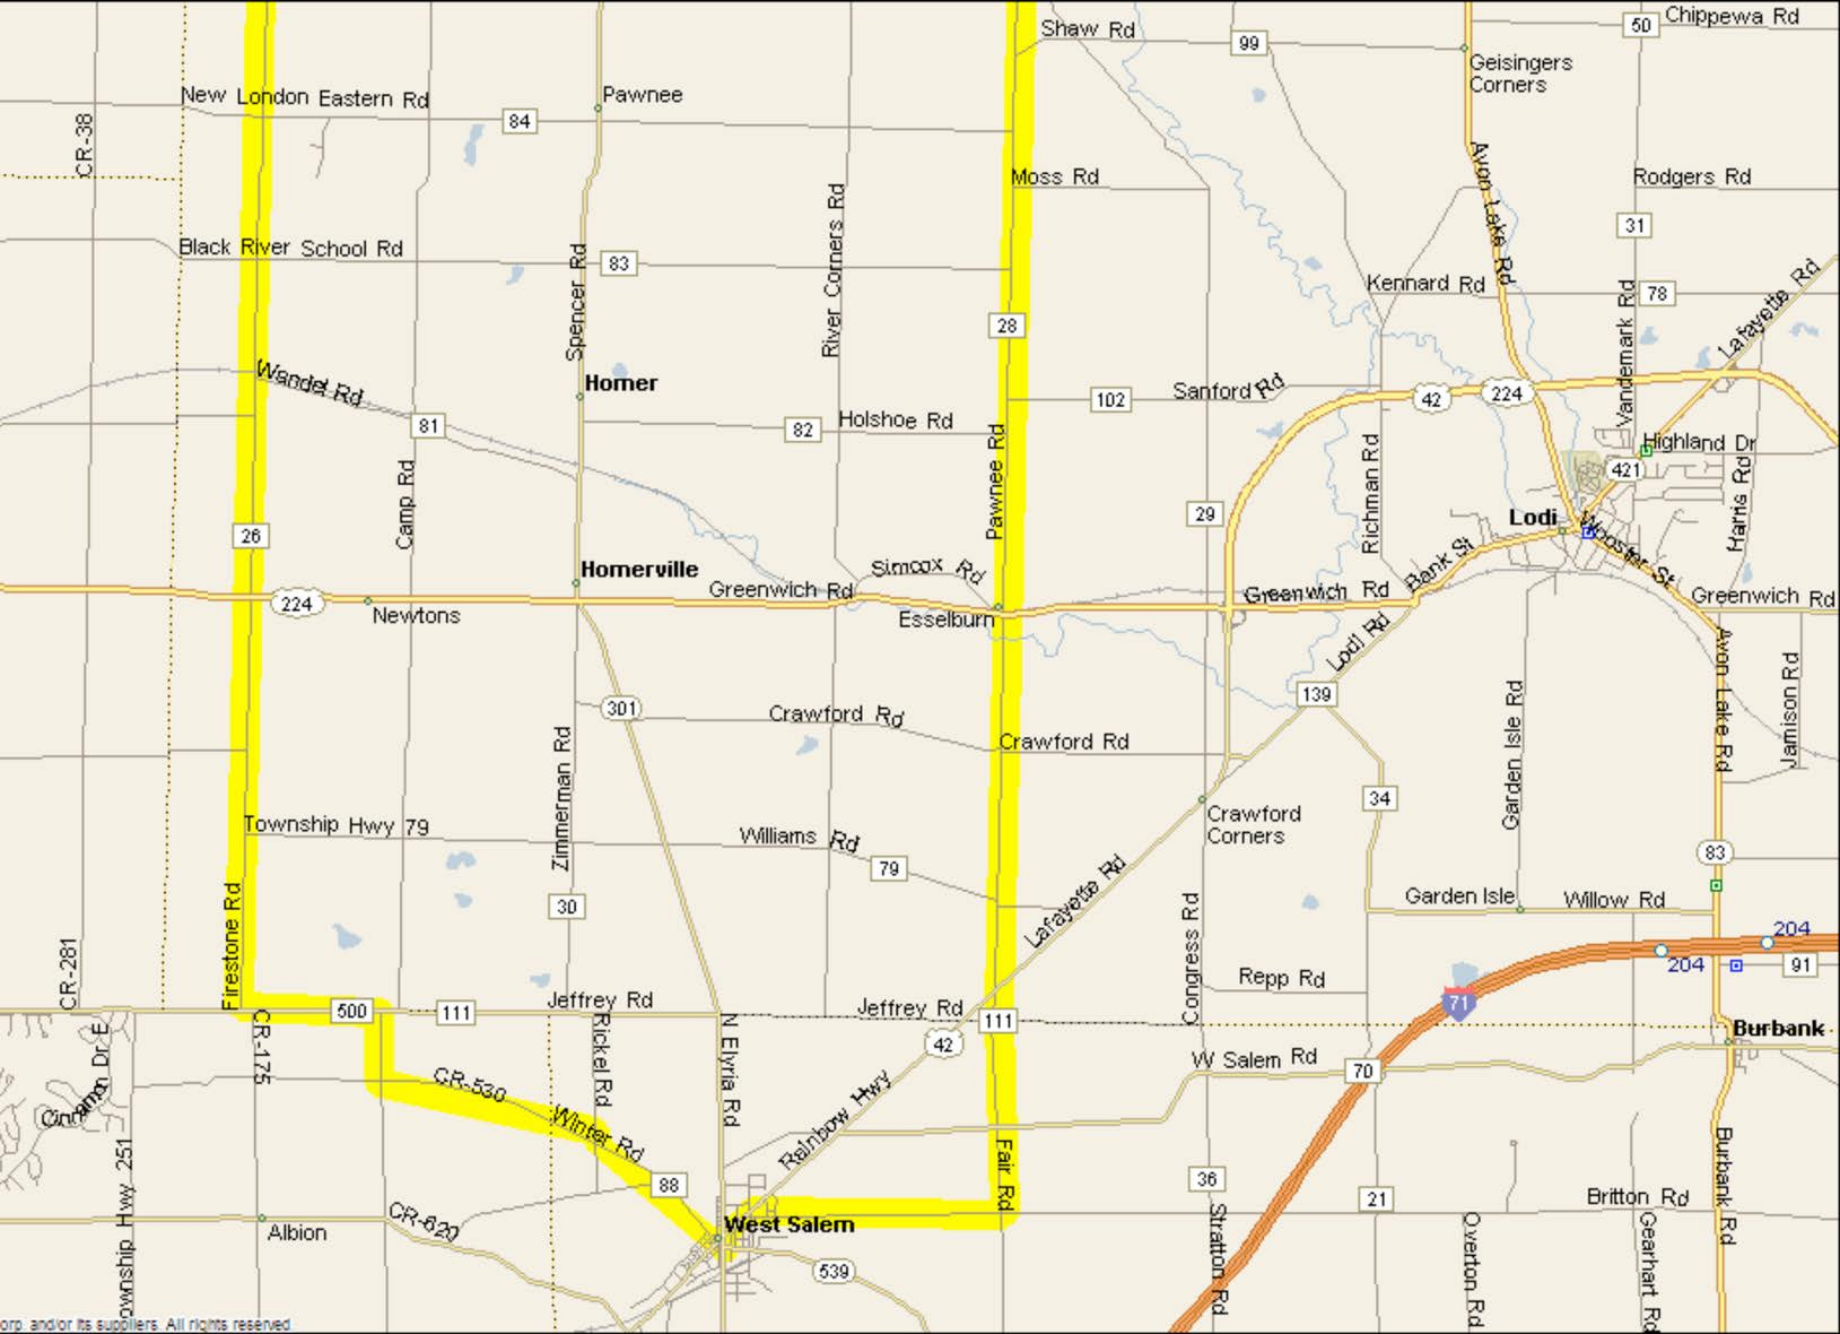 Shaw Rd
99
50
Chippewa Rd
Geisingers
Corners
New London Eastern Rd
84
Pawnee
CR-38
Moss Rd
Avon Lake Rd
Rodgers Rd
31
Black River School Rd
83
Spencer Rd
River Corners Rd
Kennard Rd
78
Vandemark Rd
Lafayette Rd
28
Wandel Rd
Homer
102
Sanford Rd
42
224
81
82
Holshoe Rd
Pawnee Rd
Richman Rd
Highland Dr
421
Harris Rd
Camp Rd
29
Lodi
Wooster St
26
Homerville
Simcox Rd
Bank St
224
Newtons
Greenwich Rd
Esselburn
Greenwich Rd
Greenwich Rd
Lodi Rd
139
301
Crawford Rd
Crawford Rd
Zimmerman Rd
Garden Isle Rd
Avon Lake Rd
Jamison Rd
34
Crawford
Corners
Township Hwy 79
Williams Rd
79
83
Firestone Rd
30
Lafayette Rd
Congress Rd
Garden Isle
Willow Rd
CR-281
204
204
91
Repp Rd
71
500
111
Jeffrey Rd
Jeffrey Rd
111
Burbank
Cinnamon Dr E
CR-175
Rickel Rd
N Elyria Rd
42
W Salem Rd
70
CR-530
Winter Rd
Rainbow Hwy
Fair Rd
Township Hwy 251
88
36
21
Britton Rd
Burbank Rd
Albion
CR-620
West Salem
539
Stratton Rd
Overton Rd
Gearhart Rd
orp. and/or its suppliers. All rights reserved.